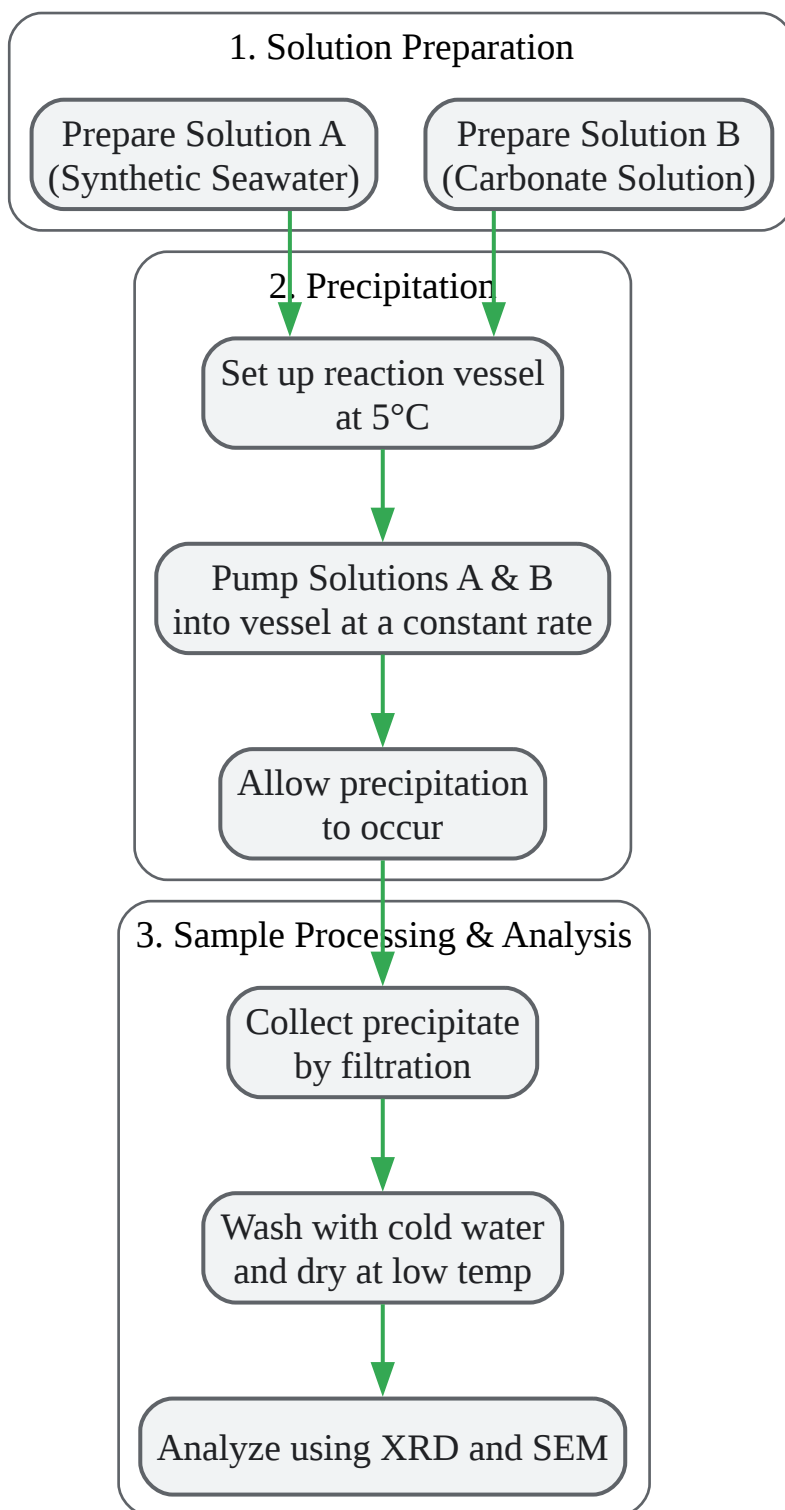 1. Solution Preparation
Prepare Solution A
(Synthetic Seawater)
Prepare Solution B
(Carbonate Solution)
2. Precipitation
Set up reaction vessel
at 5°C
Pump Solutions A & B
into vessel at a constant rate
Allow precipitation
to occur
3. Sample Processing & Analysis
Collect precipitate
by filtration
Wash with cold water
and dry at low temp
Analyze using XRD and SEM